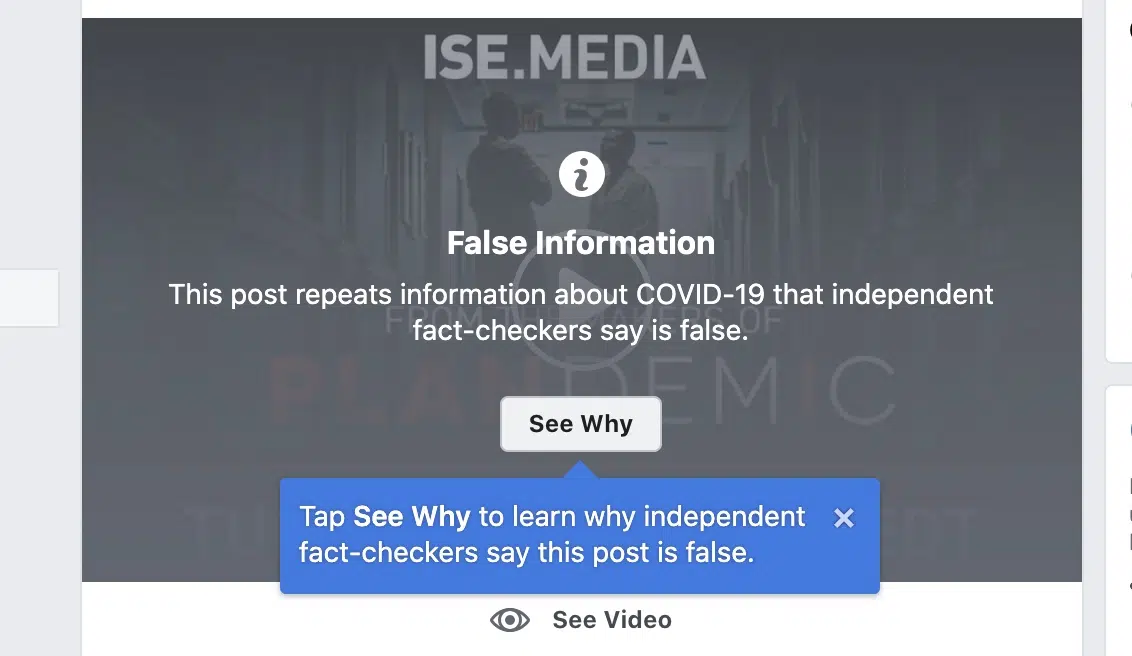 ISE.MEDIA
False Information
This post repeats information about COVID-19 that independent
fact-checkers say is false.
FROM THE MAKERS OF
PLANDEMIC
See Why
Tap See Why to learn why independent
fact-checkers say this post is false.
See Video